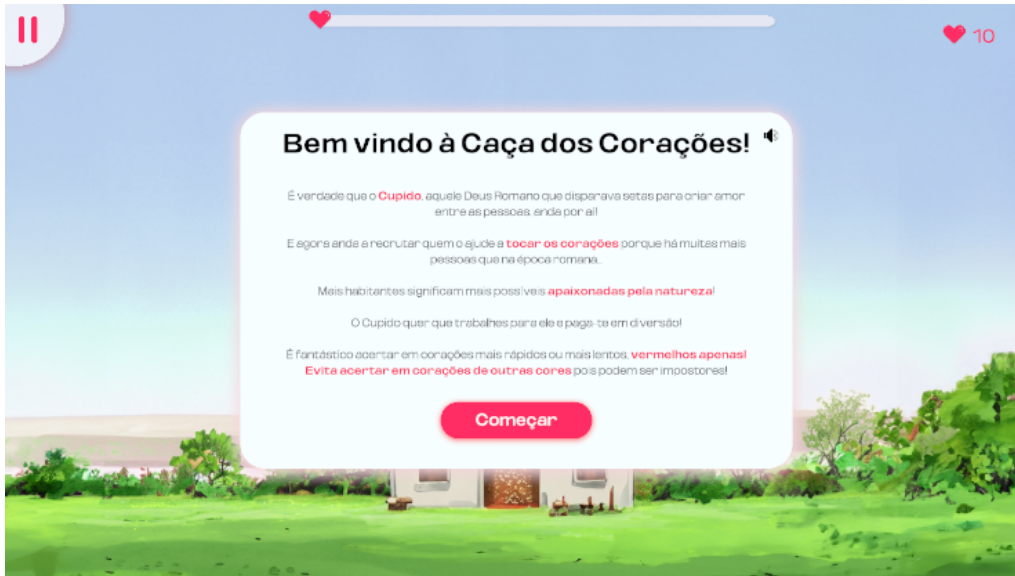 10
Bem vindo à Caça dos Corações!
É verdade que o Cupido, aquele Deus Romano que disparava setas para criar amor
entre as pessoas, anda por aí!
E agora anda a recrutar quem o ajude a tocar os corações porque há muitas mais
pessoas que na época romana...
Mais habitantes significam mais possíveis apaixonadas pela natureza!
O Cupido quer que trabalhes para ele e paga-te em diversão!
É fantástico acertar em corações mais rápidos ou mais lentos, vermelhos apenas!
Evita acertar em corações de outras cores pois podem ser impostores!
Começar